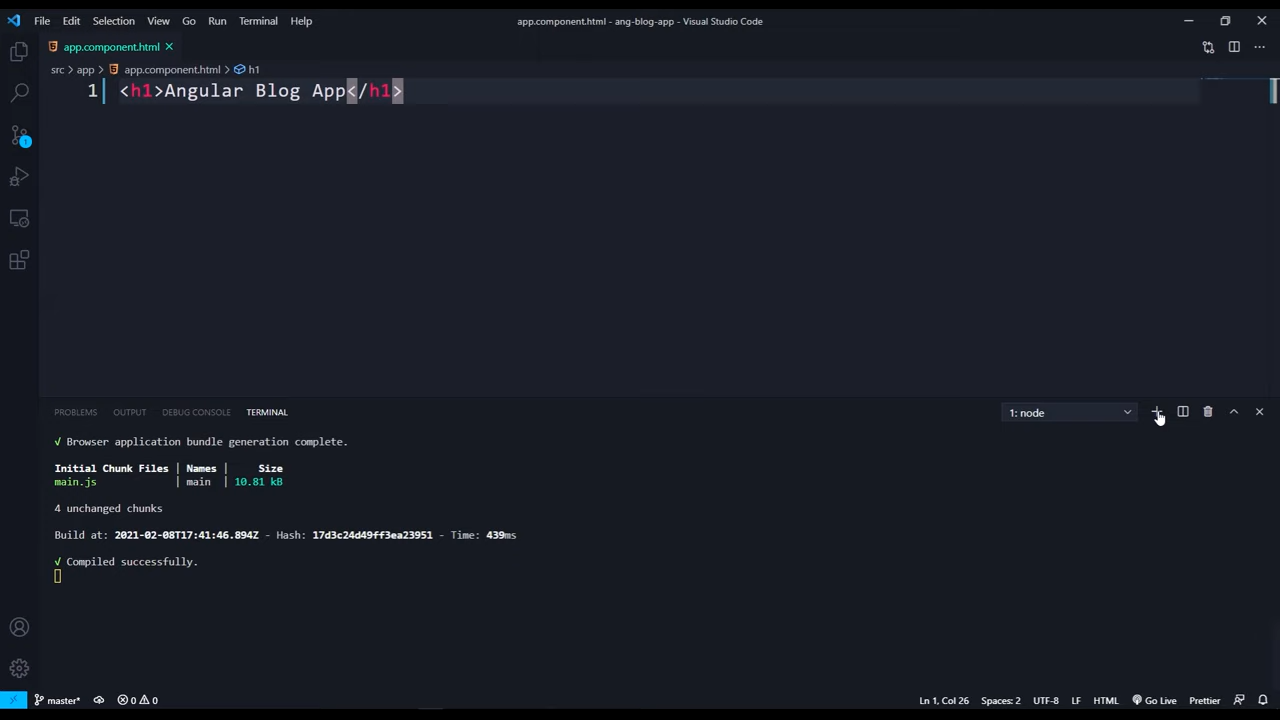 File Edit Selection View Go Run Terminal Help app.component.html - ang-blog-app - Visual Studio Code
app.component.html
src > app > app.component.html > h1
1 <h1>Angular Blog App</h1>
1
PROBLEMS OUTPUT DEBUG CONSOLE TERMINAL 1: node
√ Browser application bundle generation complete.
Initial Chunk Files | Names | Size
main.js | main | 10.81 kB
4 unchanged chunks
Build at: 2021-02-08T17:41:46.894Z - Hash: 17d3c24d49ff3ea23951 - Time: 439ms
√ Compiled successfully.
master* 0 0 Ln 1, Col 26 Spaces: 2 UTF-8 LF HTML Go Live Prettier